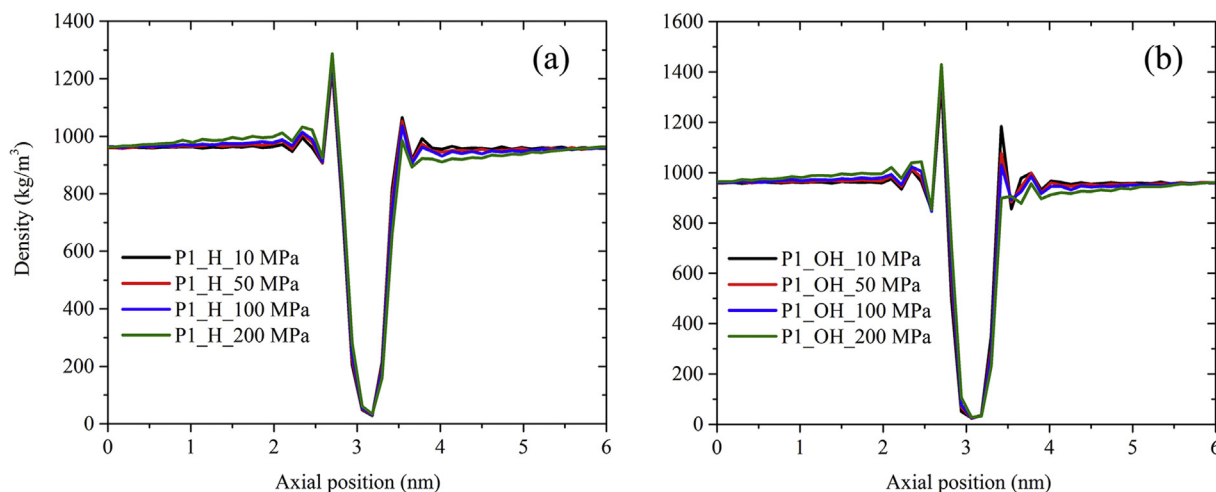 1400
1200
1000
800
600
400
200
0
Density (kg/m³)
(a)
P1_H_10 MPa
P1_H_50 MPa
P1_H_100 MPa
P1_H_200 MPa
0 1 2 3 4 5 6
Axial position (nm)
1600
1400
1200
1000
800
600
400
200
0
(b)
P1_OH_10 MPa
P1_OH_50 MPa
P1_OH_100 MPa
P1_OH_200 MPa
0 1 2 3 4 5 6
Axial position (nm)